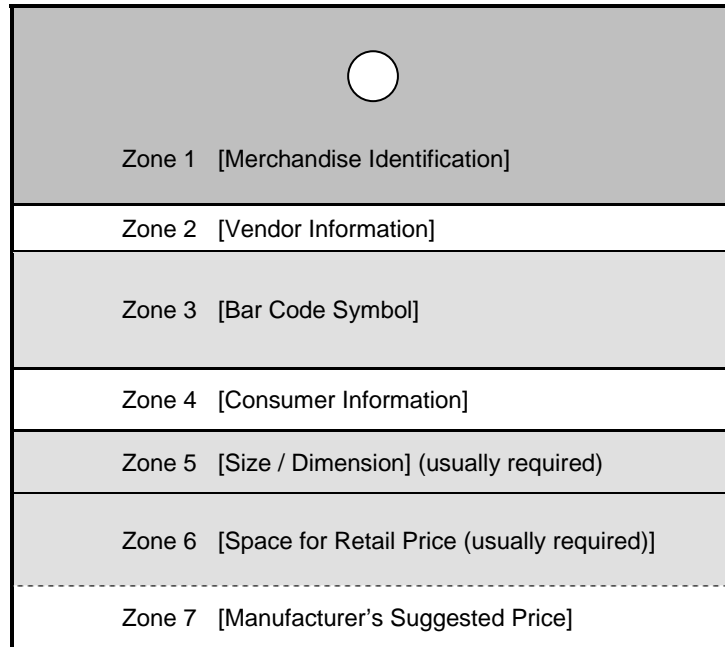 Zone 1 [Merchandise Identification]
Zone 2 [Vendor Information]
Zone 3 [Bar Code Symbol]
Zone 4 [Consumer Information]
Zone 5 [Size / Dimension] (usually required)
Zone 6 [Space for Retail Price (usually required)]
Zone 7 [Manufacturer’s Suggested Price]